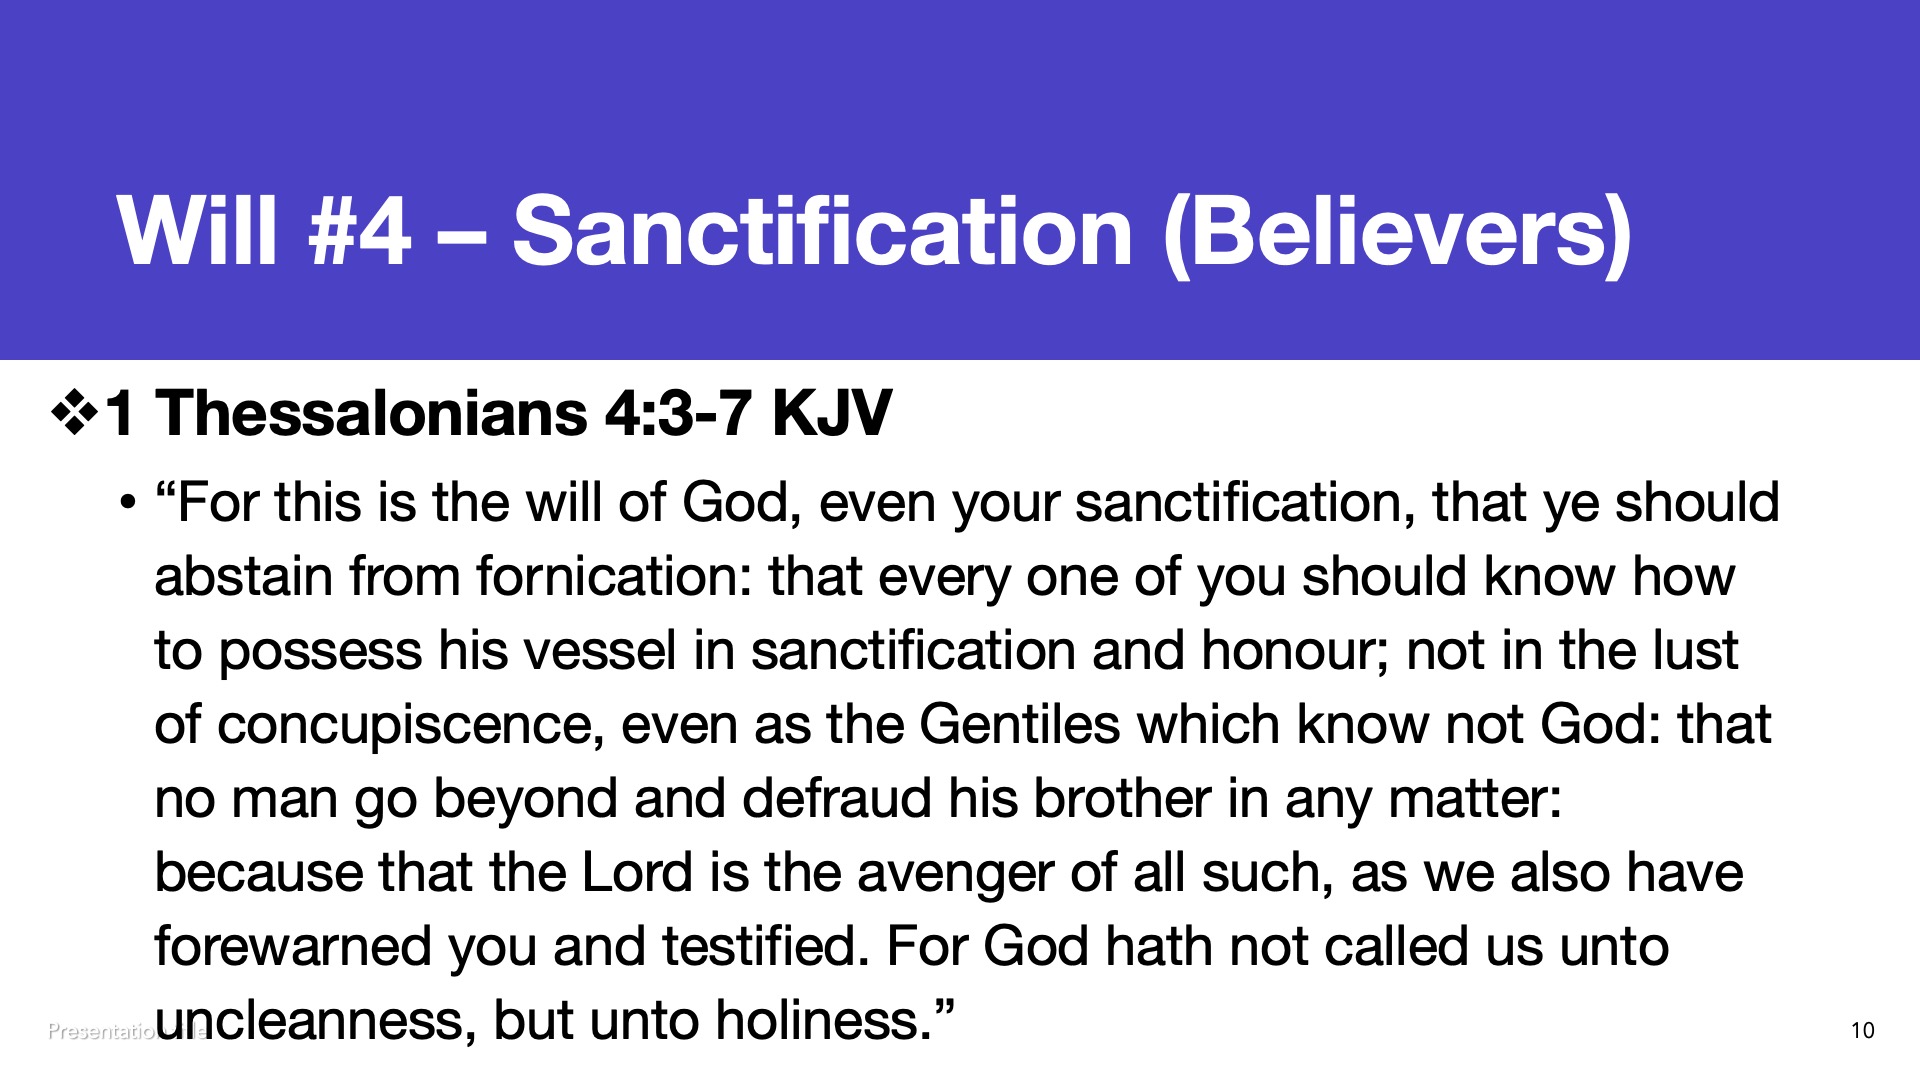 Will #4 – Sanctification (Believers)
❖1 Thessalonians 4:3-7 KJV
• “For this is the will of God, even your sanctification, that ye should
abstain from fornication: that every one of you should know how
to possess his vessel in sanctification and honour; not in the lust
of concupiscence, even as the Gentiles which know not God: that
no man go beyond and defraud his brother in any matter:
because that the Lord is the avenger of all such, as we also have
forewarned you and testified. For God hath not called us unto
uncleanness, but unto holiness.”
10